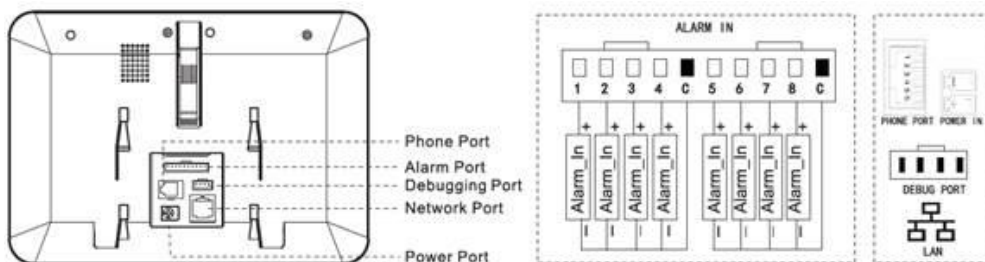 Phone Port
Alarm Port
Debugging Port
Network Port
Power Port
ALARM IN
1 2 3 4 C 5 6 7 8 C
+ + + + + + + +
Alarm_In Alarm_In Alarm_In Alarm_In Alarm_In Alarm_In Alarm_In Alarm_In
PHONE PORT POWER IN
DEBUG PORT
LAN